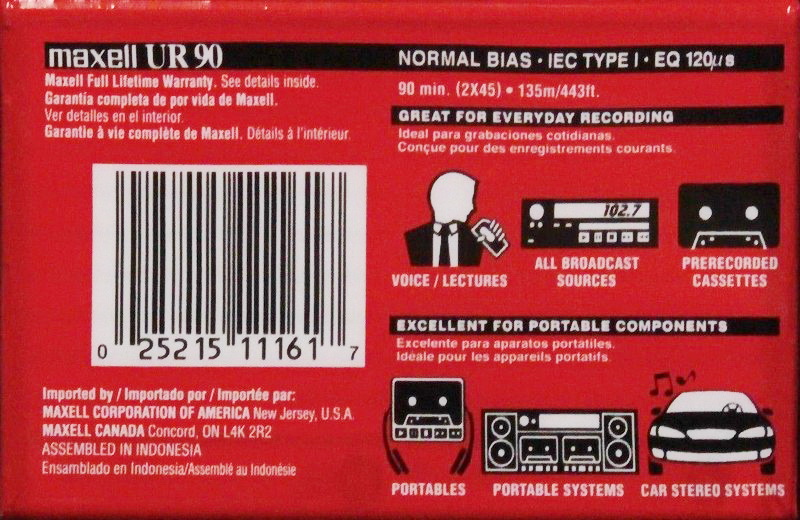 maxell UR 90
NORMAL BIAS · IEC TYPE I · EQ 120μs
Maxell Full Lifetime Warranty. See details inside.
Garantía completa de por vida de Maxell.
Ver detalles en el interior.
Garantie à vie complète de Maxell. Détails à l'intérieur.
90 min. (2X45) • 135m/443ft.
GREAT FOR EVERYDAY RECORDING
Ideal para grabaciones cotidianas.
Conçue pour des enregistrements courants.
102.7
VOICE / LECTURES
ALL BROADCAST
SOURCES
PRERECORDED
CASSETTES
0 25215 11161 7
EXCELLENT FOR PORTABLE COMPONENTS
Excelente para aparatos portátiles.
Idéale pour les appareils portatifs.
PORTABLES
PORTABLE SYSTEMS
CAR STEREO SYSTEMS
Imported by / Importado por / Importée par:
MAXELL CORPORATION OF AMERICA New Jersey, U.S.A.
MAXELL CANADA Concord, ON L4K 2R2
ASSEMBLED IN INDONESIA
Ensamblado en Indonesia/Assemblé au Indonésie